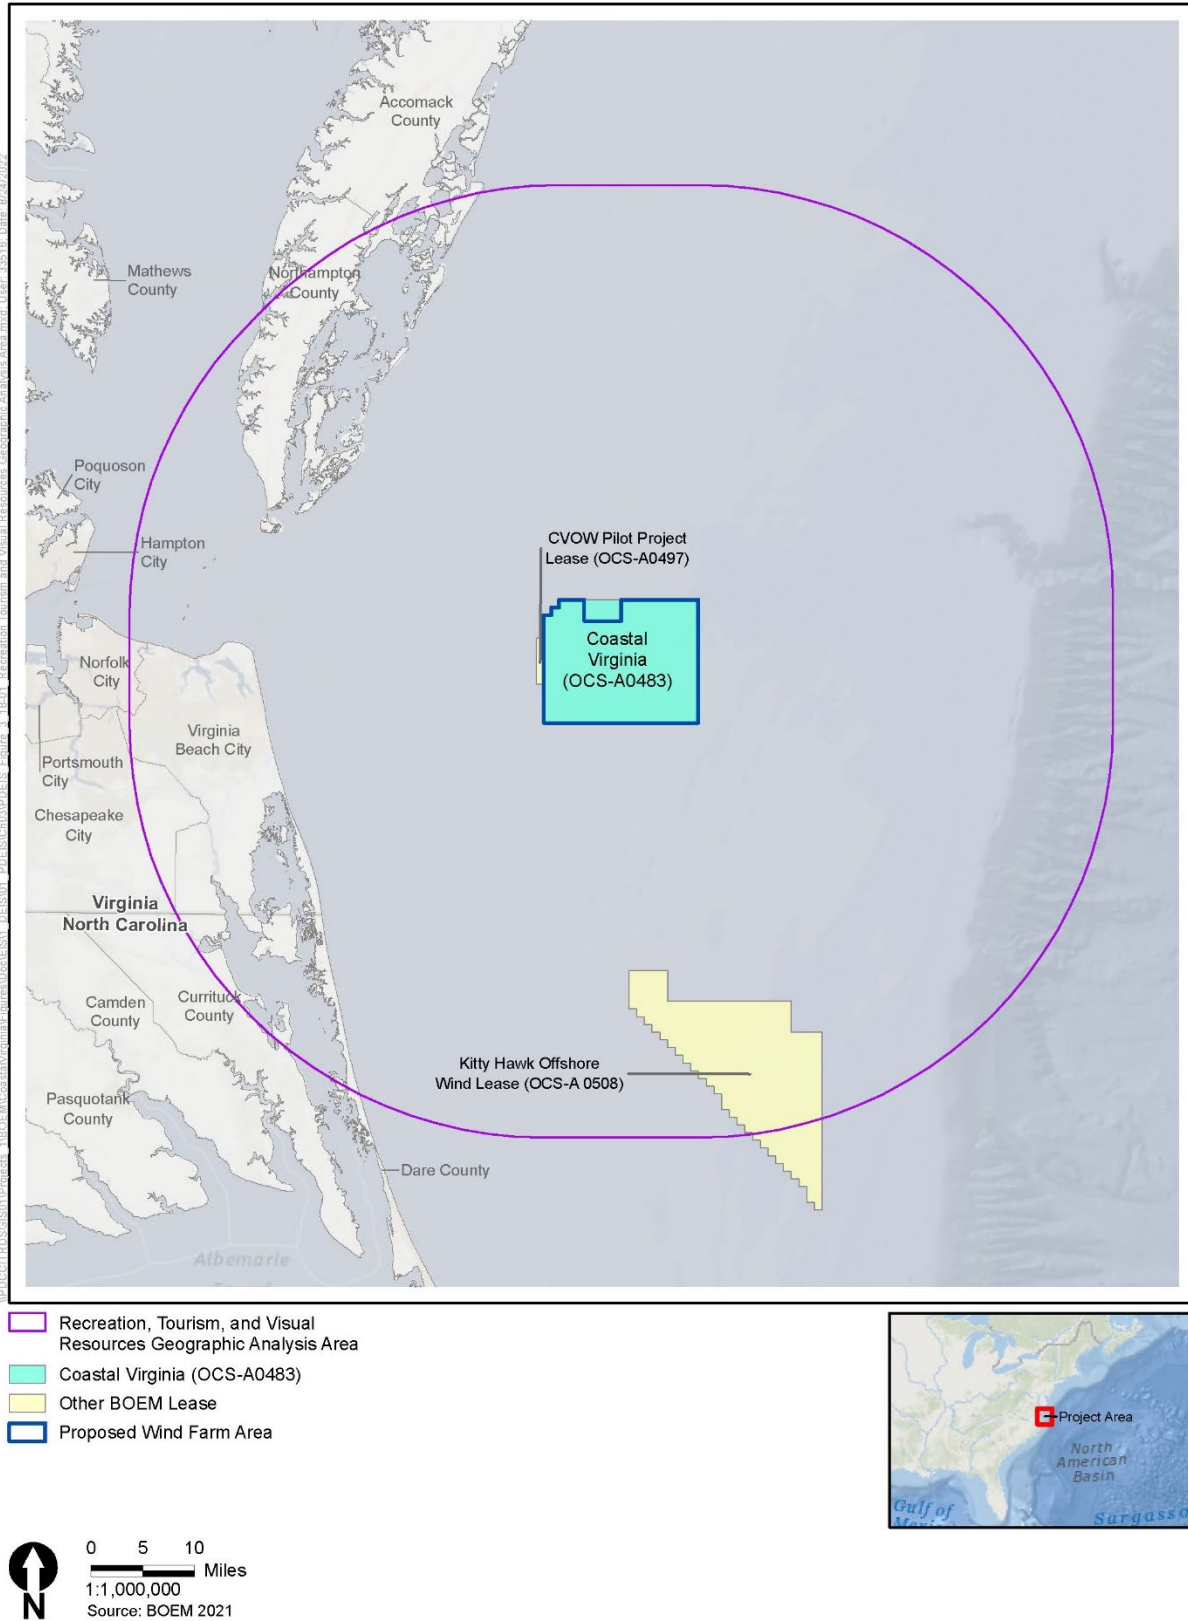 Accomack
County
Mathews
County
Northampton
County
Poquoson
City
Hampton
City
CVOW Pilot Project
Lease (OCS-A0497)
Coastal
Virginia
(OCS-A0483)
Norfolk
City
Virginia
Beach City
Portsmouth
City
Chesapeake
City
Virginia
North Carolina
Camden
County
Currituck
County
Kitty Hawk Offshore
Wind Lease (OCS-A 0508)
Pasquotank
County
Dare County
Albemarle
Recreation, Tourism, and Visual
Resources Geographic Analysis Area
Coastal Virginia (OCS-A0483)
Other BOEM Lease
Proposed Wind Farm Area
Project Area
North
American
Basin
Gulf of
Sargasso
N
0 5 10
Miles
1:1,000,000
Source: BOEM 2021